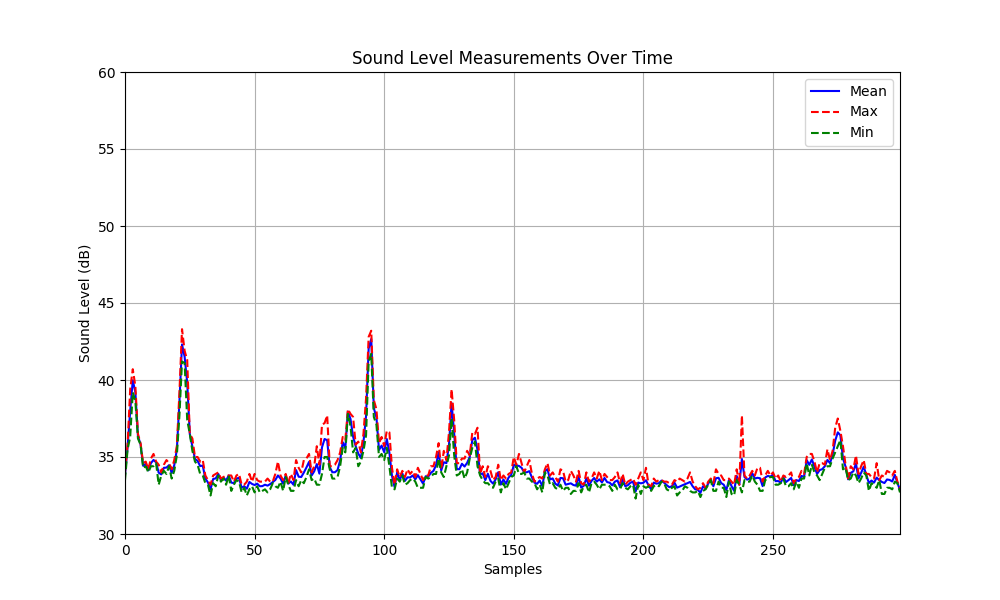 Sound Level Measurements Over Time
60
55
50
45
40
35
30
Sound Level (dB)
Mean
Max
Min
0 50 100 150 200 250
Samples